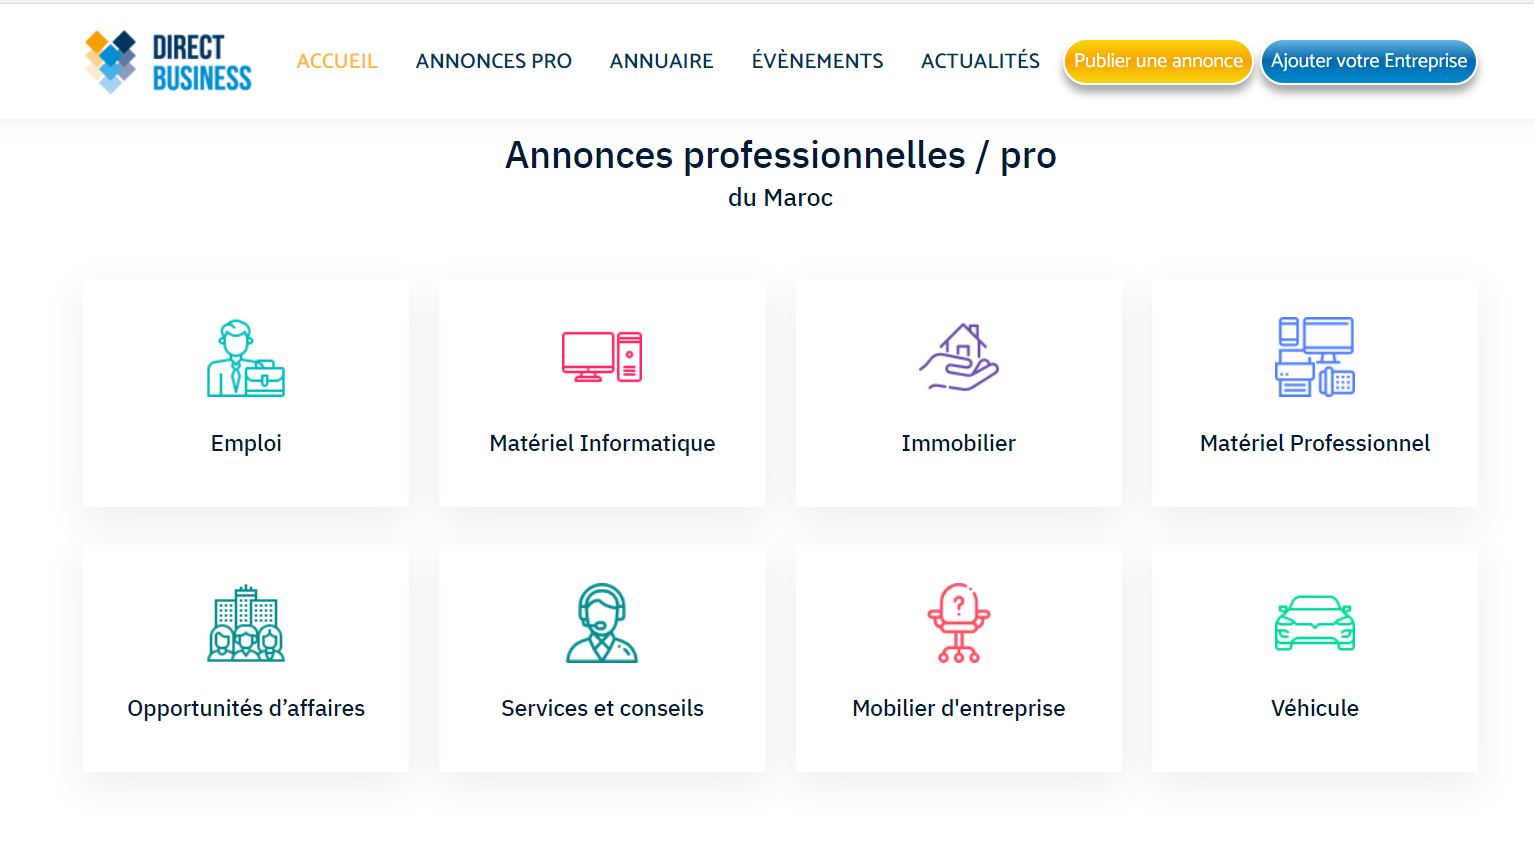 DIRECT
BUSINESS
ACCUEIL
ANNONCES PRO
ANNUAIRE
ÉVÈNEMENTS
ACTUALITÉS
Publier une annonce
Ajouter votre Entreprise
Annonces professionnelles / pro
du Maroc
Emploi
Matériel Informatique
Immobilier
Matériel Professionnel
?
Opportunités d’affaires
Services et conseils
Mobilier d'entreprise
Véhicule